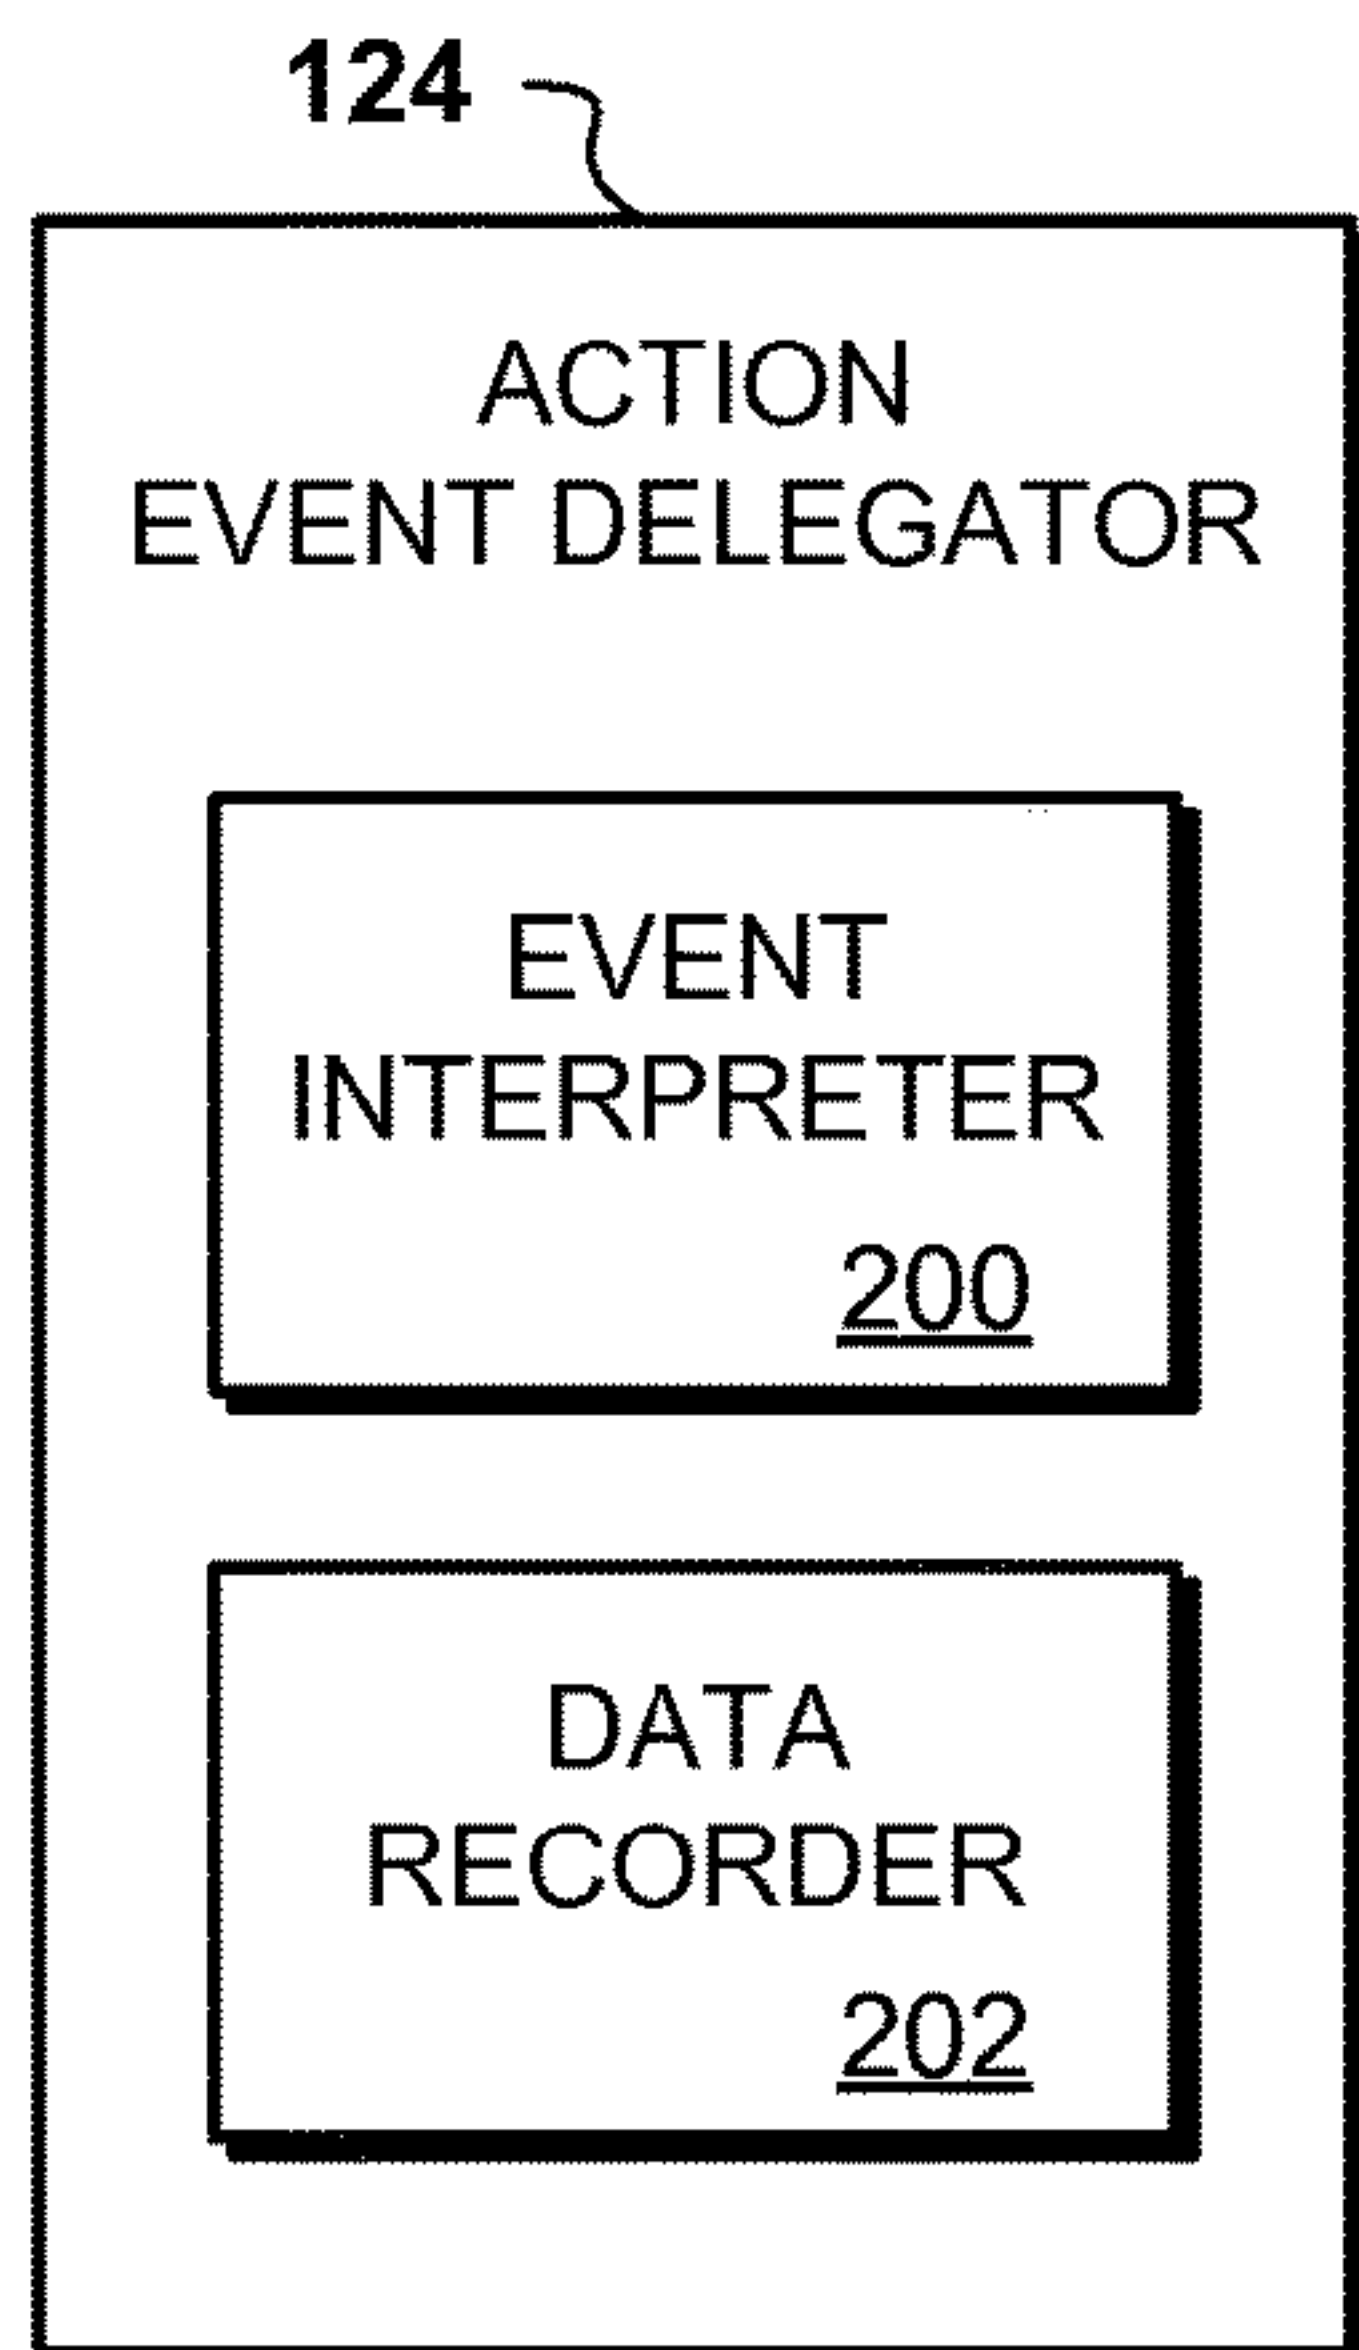 124
ACTION
EVENT DELEGATOR
EVENT
INTERPRETER
200
DATA
RECORDER
202